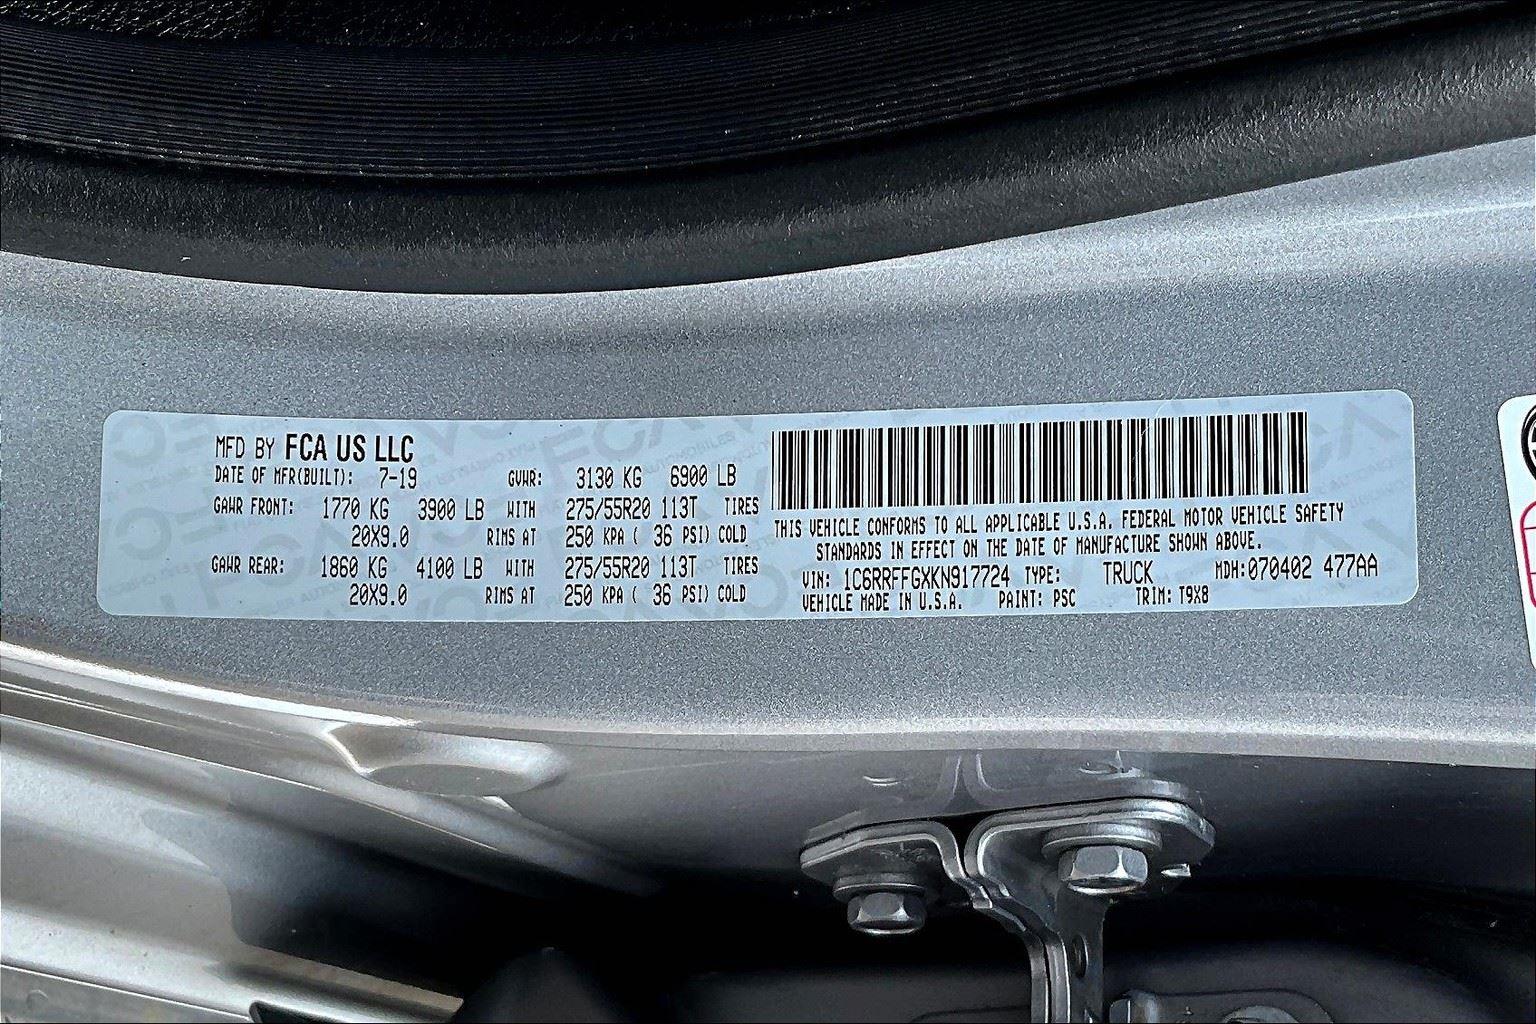 MFD BY FCA US LLC
DATE OF MFR(BUILT): 7-19 GVWR: 3130 KG 6900 LB
GAWR FRONT: 1770 KG 3900 LB WITH 275/55R20 113T TIRES
20X9.0 RIMS AT 250 KPA ( 36 PSI) COLD
GAWR REAR: 1860 KG 4100 LB WITH 275/55R20 113T TIRES
20X9.0 RIMS AT 250 KPA ( 36 PSI) COLD
THIS VEHICLE CONFORMS TO ALL APPLICABLE U.S.A. FEDERAL MOTOR VEHICLE SAFETY
STANDARDS IN EFFECT ON THE DATE OF MANUFACTURE SHOWN ABOVE.
VIN: 1C6RRFFGXKN917724 TYPE: TRUCK MDH:070402 477AA
VEHICLE MADE IN U.S.A. PAINT: PSC TRIM: T9X8